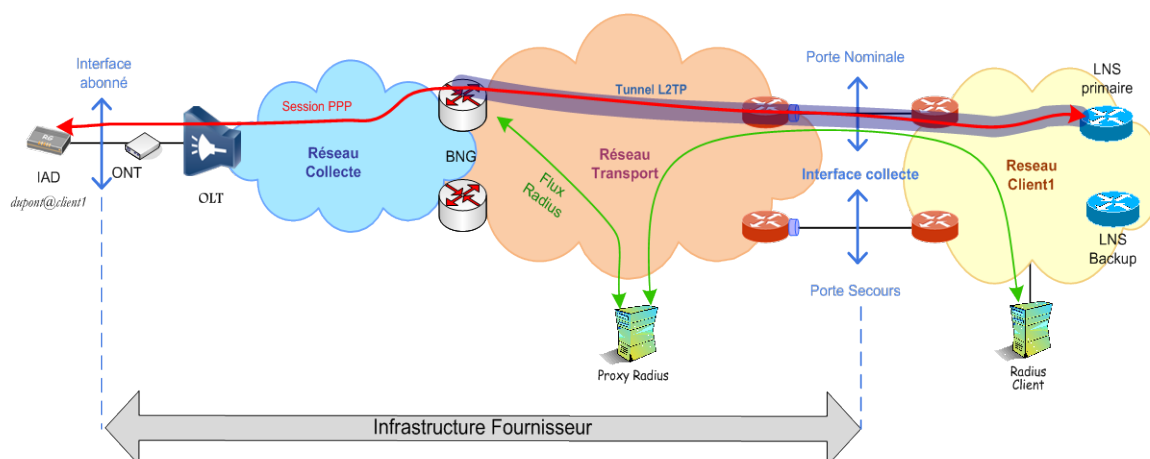 Interface
abonné
Session PPP
IAD
dupont@client1
ONT
OLT
Réseau
Collecte
BNG
Tunnel L2TP
Flux
Radius
Réseau
Transport
Proxy Radius
Porte Nominale
Interface collecte
Porte Secours
LNS
primaire
Reseau
Client1
LNS
Backup
Radius
Client
Infrastructure Fournisseur